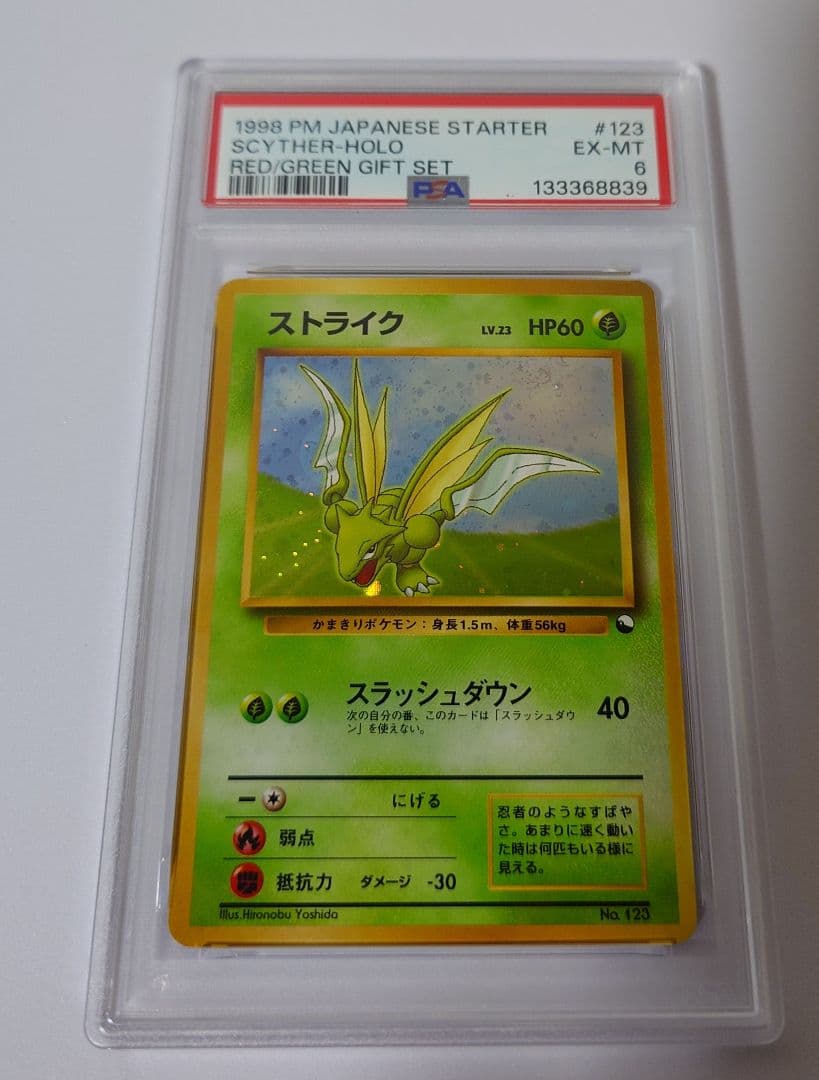 1998 PM JAPANESE STARTER #123
SCYTHER-HOLO EX-MT
RED/GREEN GIFT SET 6
PSA 133368839
ストライク LV.23 HP60
かまきりポケモン：身長1.5m、体重56kg
スラッシュダウン 40
次の自分の番、このカードは「スラッシュダウ
ン」を使えない。
にげる
弱点
抵抗力 ダメージ -30
忍者のようなすばや
さ。あまりに速く動い
た時は何匹もいる様に
見える。
Illus.Hironobu Yoshida No. 123